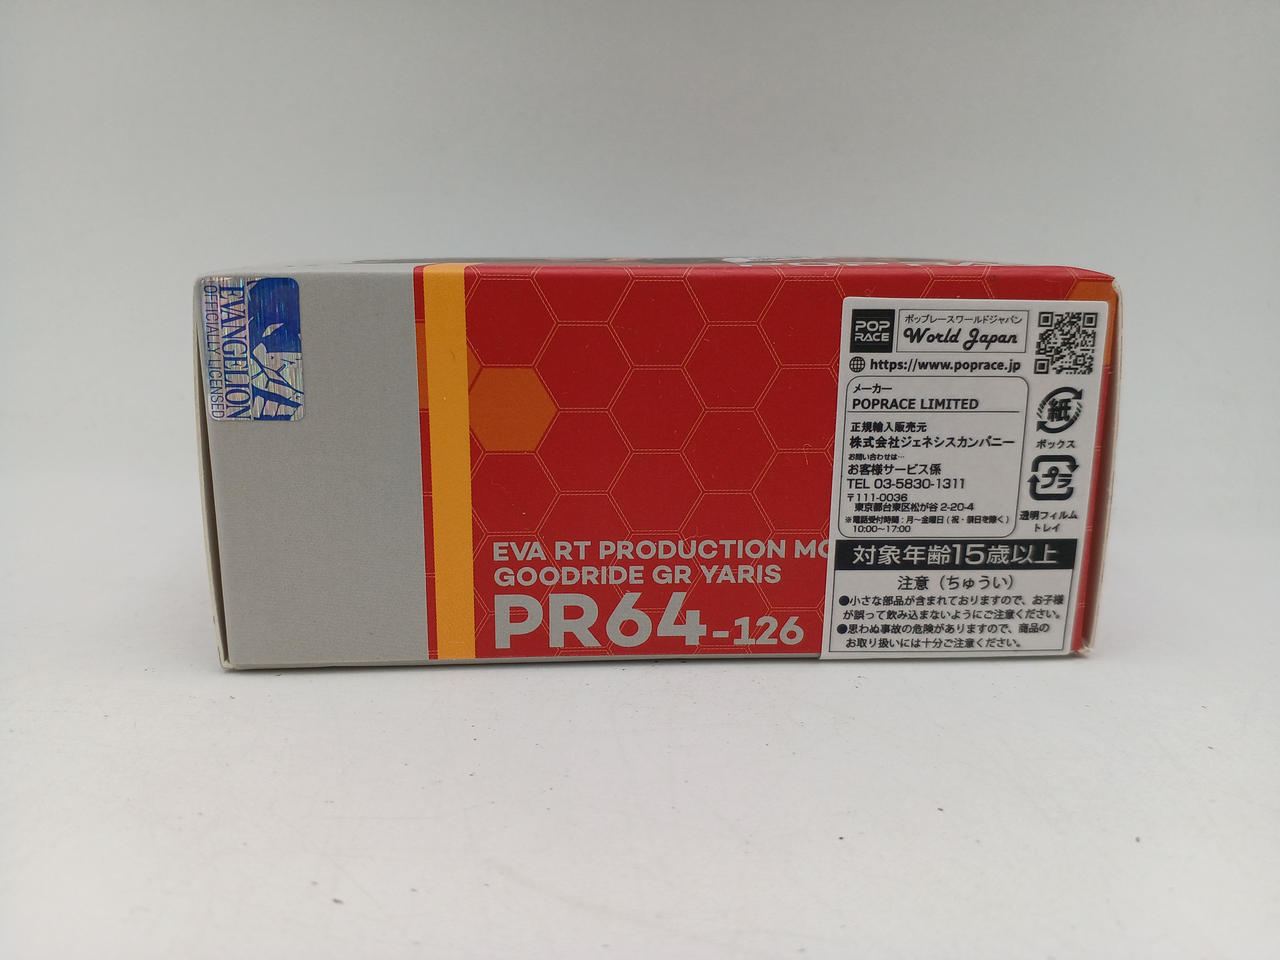 EVANGELION
OFFICIALLY LICENSED
EVA RT PRODUCTION
GOODRIDE GR YARIS
PR64-126
POP
RACE
ポップレースワールドジャパン
World Japan
https://www.poprace.jp
メーカー
POPRACE LIMITED
正規輸入販売元
株式会社ジェネシスカンパニー
お問い合わせは…
お客様サービス係
TEL 03-5830-1311
〒111-0036
東京都台東区松が谷 2-20-4
※電話受付時間:月〜金曜日(祝・翌日を除く)
10:00〜17:00
紙
ボックス
プラ
透明フィルム
トレイ
対象年齢15歳以上
注意(ちゅうい)
●小さな部品が含まれておりますので、お子様
が誤って飲み込まないようにご注意ください。
●思わぬ事故の危険がありますので、商品の
お取り扱いには十分ご注意ください。